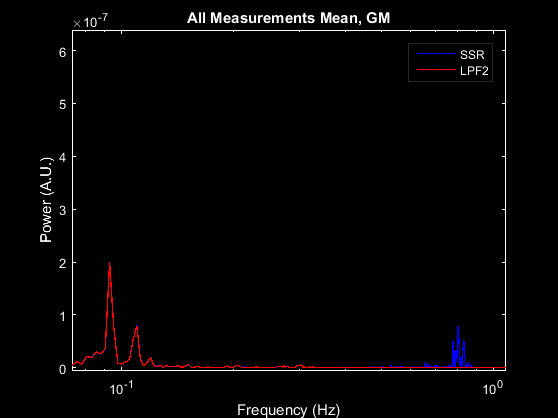 All Measurements Mean, GM
×10⁻⁷
SSR
LPF2
6
5
4
3
2
1
0
Power (A.U.)
10⁻¹
10⁰
Frequency (Hz)